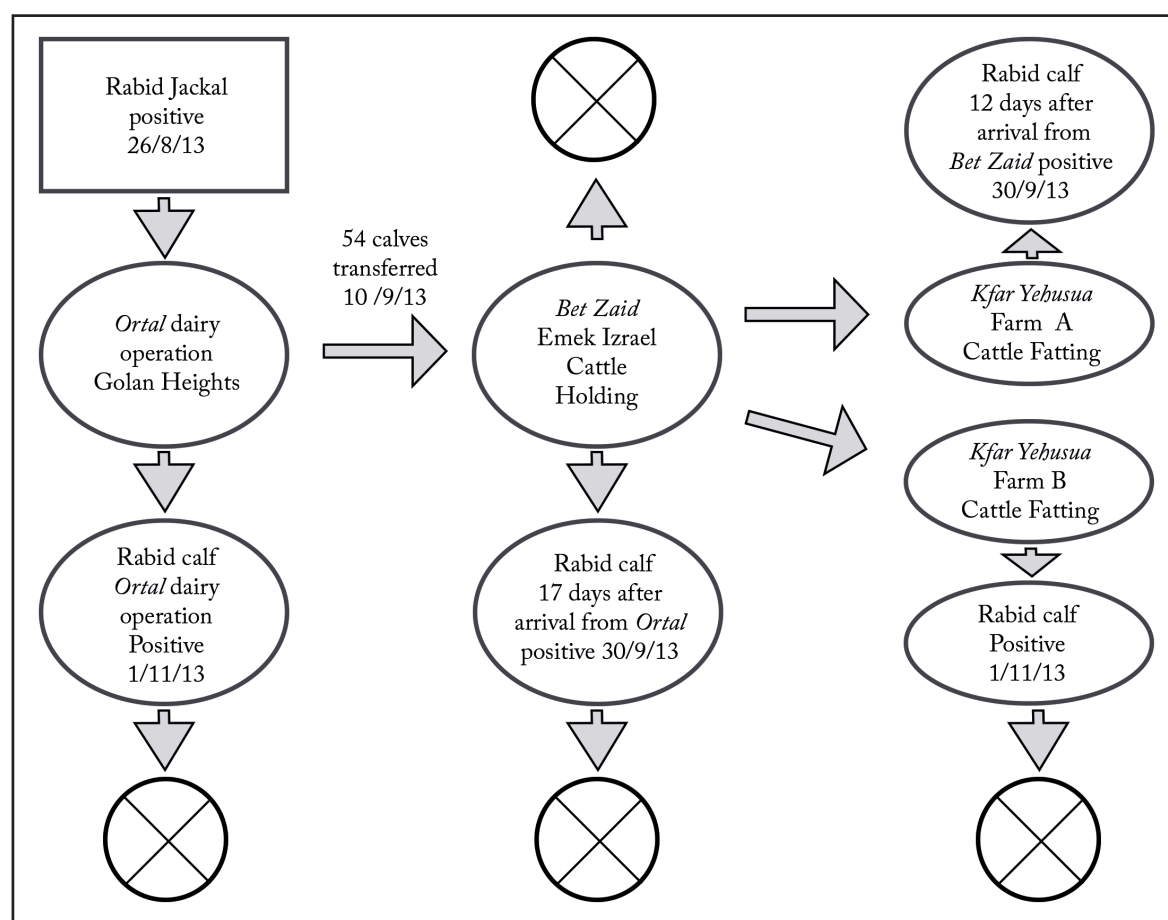 Rabid Jackal
positive
26/8/13
Ortal dairy
operation
Golan Heights
Rabid calf
Ortal dairy
operation
Positive
1/11/13
54 calves
transferred
10 /9/13
Bet Zaid
Emek Izrael
Cattle
Holding
Rabid calf
17 days after
arrival from Ortal
positive 30/9/13
Rabid calf
12 days after
arrival from
Bet Zaid positive
30/9/13
Kfar Yehusua
Farm A
Cattle Fatting
Kfar Yehusua
Farm B
Cattle Fatting
Rabid calf
Positive
1/11/13